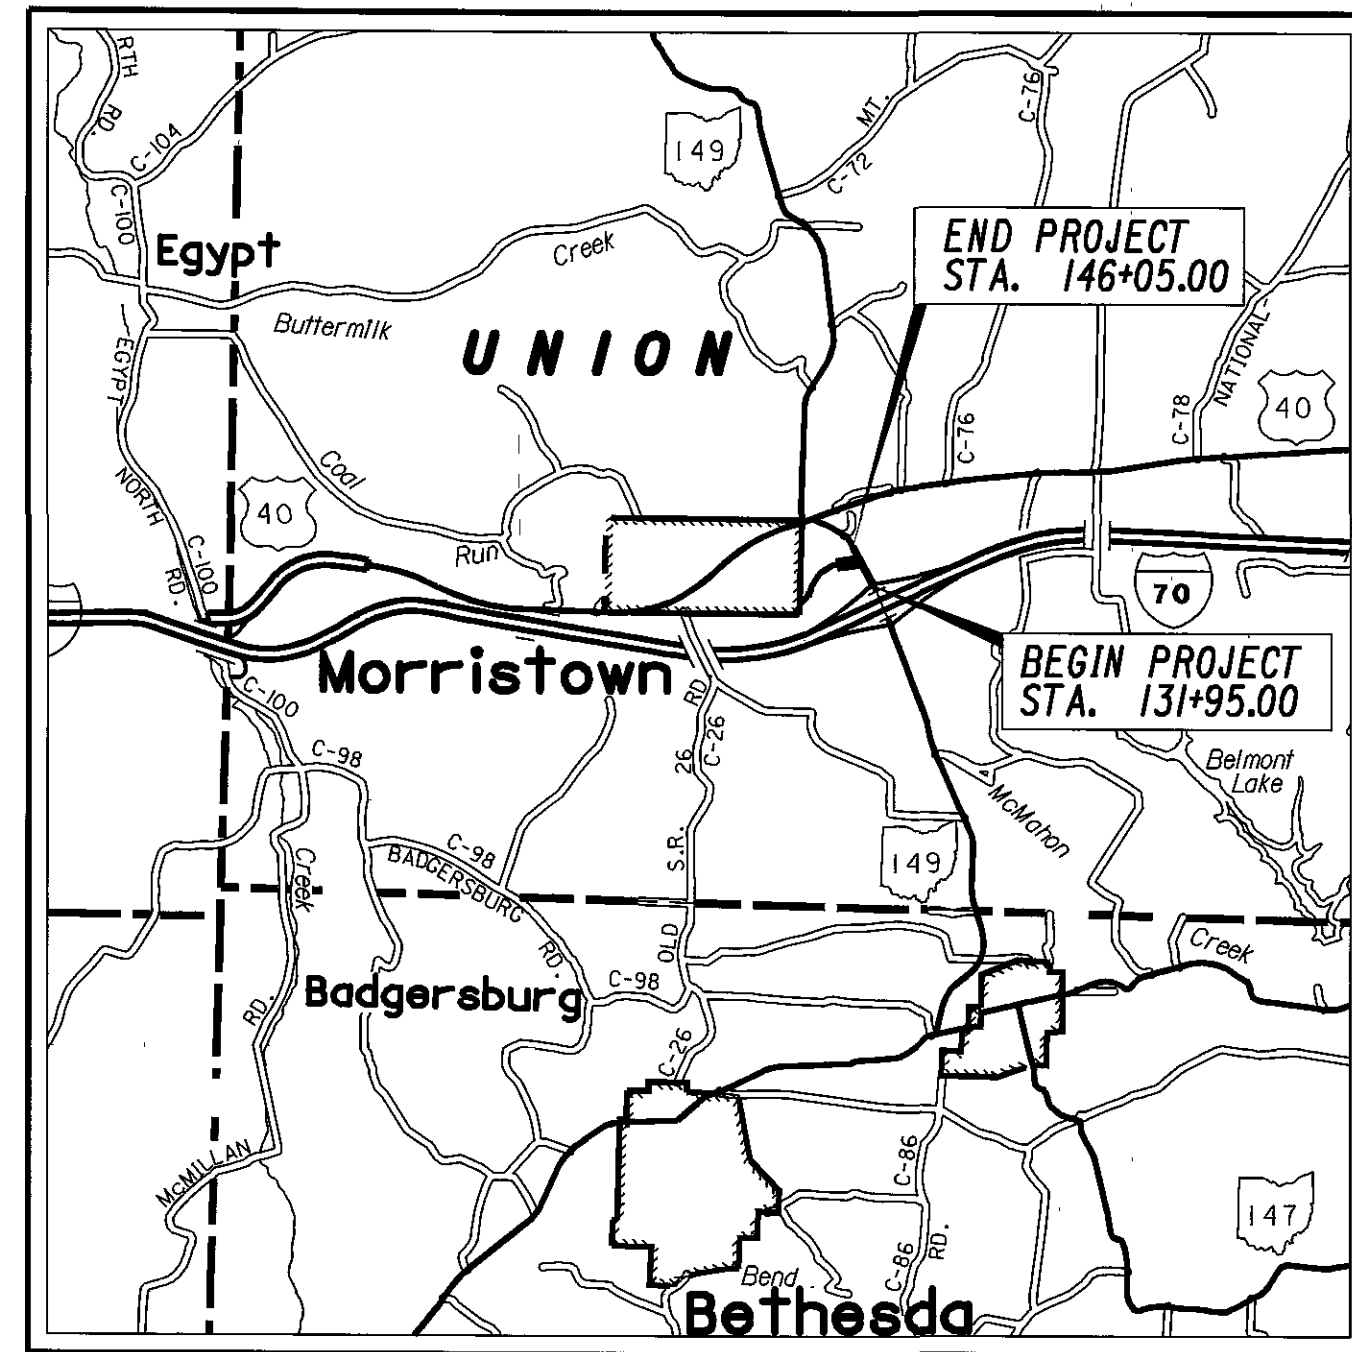 RTH
RD.
C-104
C-100
149
MT.
C-72
C-76
Egypt
Creek
END PROJECT
STA. 146+05.00
Buttermilk
UNION
EGYPT
NATIONAL
40
C-78
C-76
Coal
NORTH
40
Run
C-100
RD.
70
Morristown
BEGIN PROJECT
STA. 131+95.00
C-100
RD
C-26
26
C-98
Belmont
Lake
McMahon
S.R.
149
C-98
BADGERSBURG
RD.
Creek
OLD
Creek
C-98
Badgersburg
RD.
C-26
McMILLAN
C-86
147
RD.
C-86
Bend
Bethesda